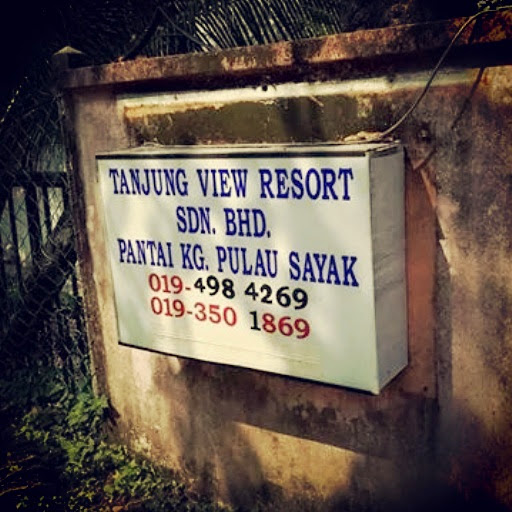 TANJUNG VIEW RESORT
SDN. BHD.
PANTAI KG. PULAU SAYAK
019-498 4269
019-350 1869